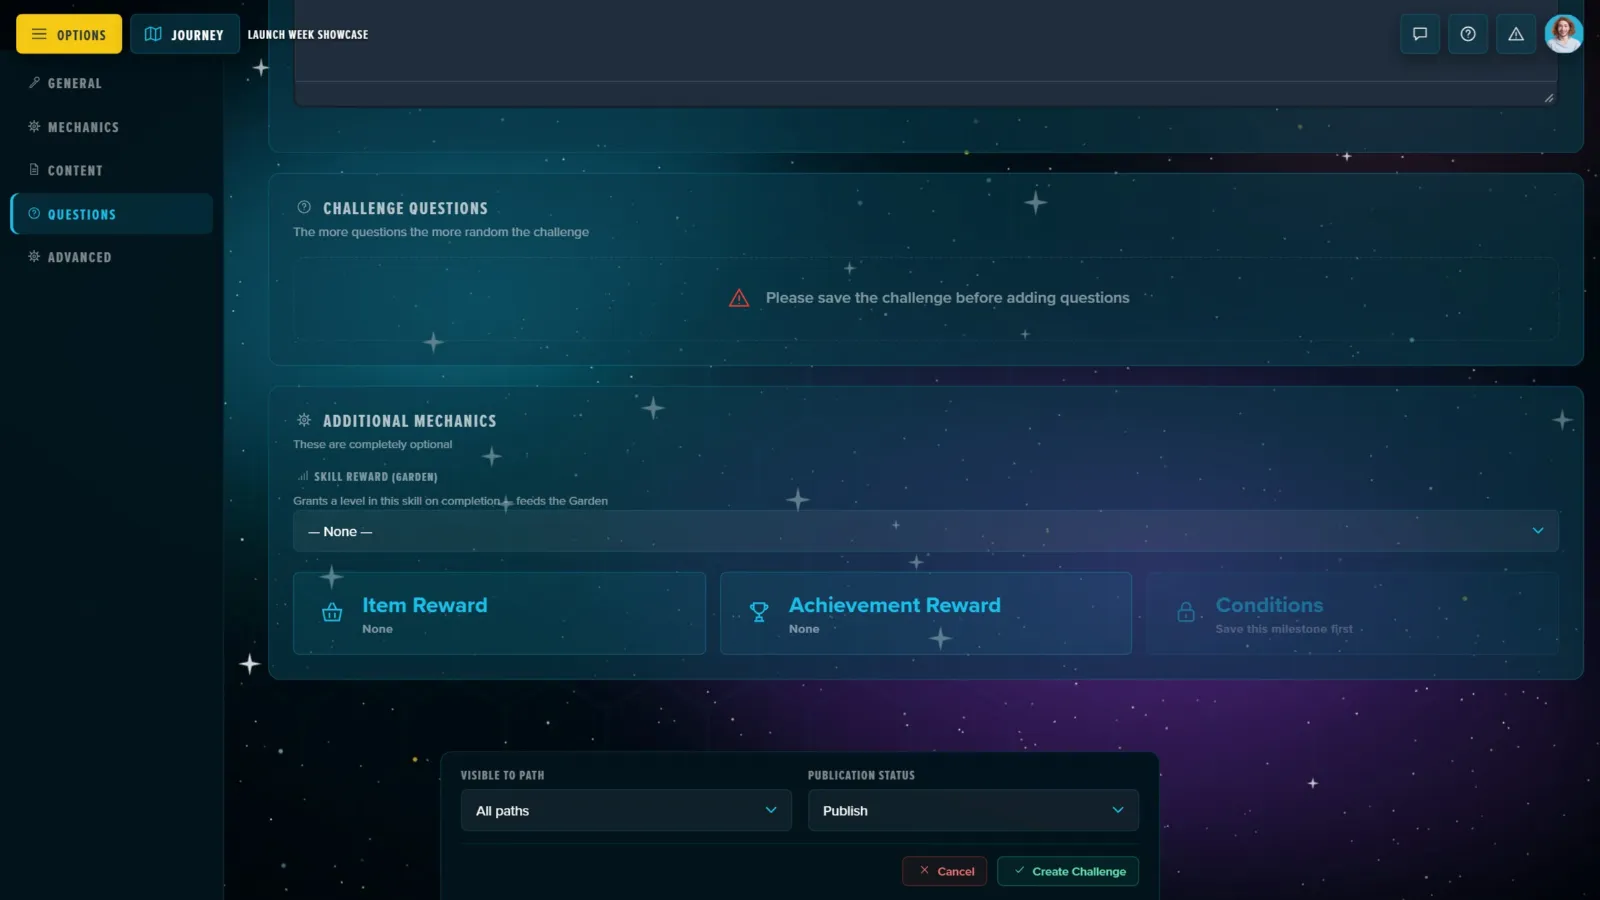 OPTIONS
JOURNEY
LAUNCH WEEK SHOWCASE
GENERAL
MECHANICS
CONTENT
QUESTIONS
ADVANCED
CHALLENGE QUESTIONS
The more questions the more random the challenge
Please save the challenge before adding questions
ADDITIONAL MECHANICS
These are completely optional
SKILL REWARD (GARDEN)
Grants a level in this skill on completion — feeds the Garden
— None —
Item Reward
None
Achievement Reward
None
Conditions
Save this milestone first
VISIBLE TO PATH
All paths
PUBLICATION STATUS
Publish
Cancel
Create Challenge